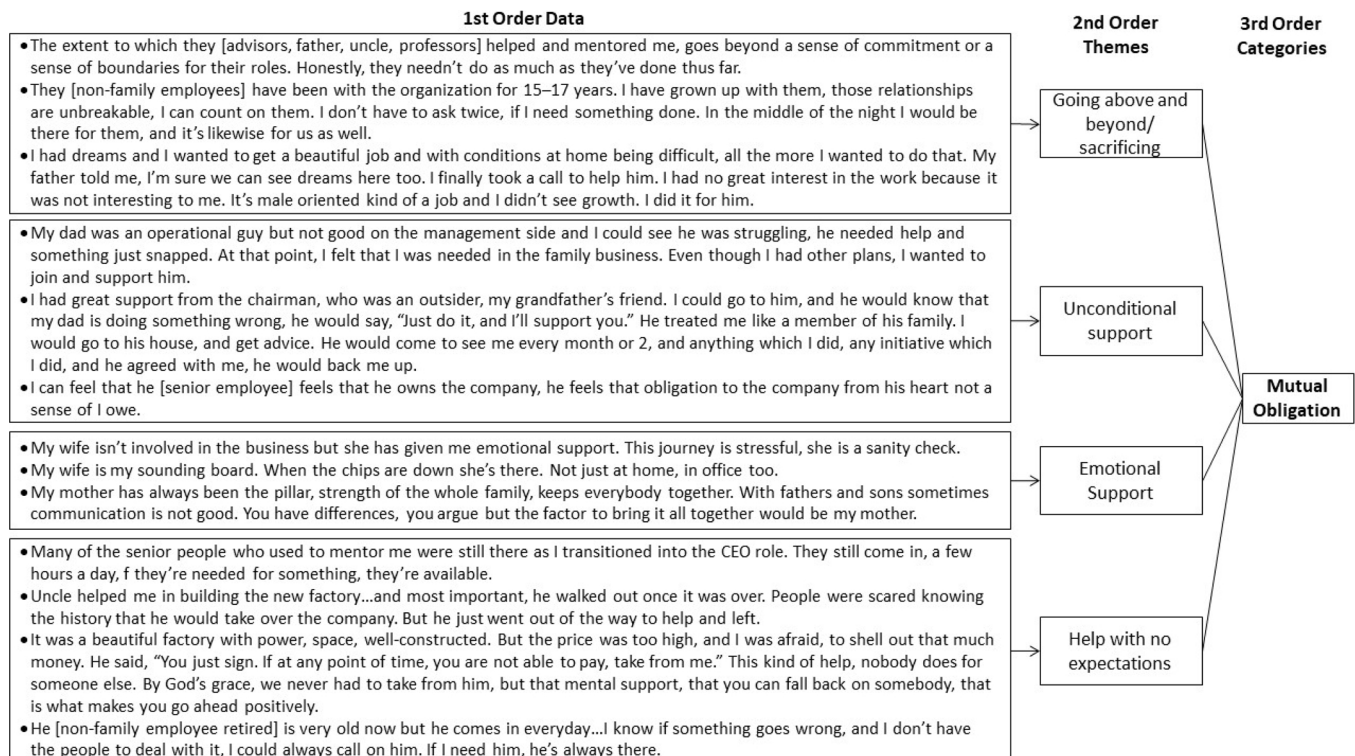 1st Order Data
2nd Order
Themes
3rd Order
Categories
•The extent to which they [advisors, father, uncle, professors] helped and mentored me, goes beyond a sense of commitment or a
sense of boundaries for their roles. Honestly, they needn't do as much as they've done thus far.
•They [non-family employees] have been with the organization for 15–17 years. I have grown up with them, those relationships
are unbreakable, I can count on them. I don't have to ask twice, if I need something done. In the middle of the night I would be
there for them, and it's likewise for us as well.
•I had dreams and I wanted to get a beautiful job and with conditions at home being difficult, all the more I wanted to do that. My
father told me, I'm sure we can see dreams here too. I finally took a call to help him. I had no great interest in the work because it
was not interesting to me. It's male oriented kind of a job and I didn't see growth. I did it for him.
Going above and
beyond/
sacrificing
•My dad was an operational guy but not good on the management side and I could see he was struggling, he needed help and
something just snapped. At that point, I felt that I was needed in the family business. Even though I had other plans, I wanted to
join and support him.
•I had great support from the chairman, who was an outsider, my grandfather's friend. I could go to him, and he would know that
my dad is doing something wrong, he would say, "Just do it, and I'll support you." He treated me like a member of his family. I
would go to his house, and get advice. He would come to see me every month or 2, and anything which I did, any initiative which
I did, and he agreed with me, he would back me up.
•I can feel that he [senior employee] feels that he owns the company, he feels that obligation to the company from his heart not a
sense of I owe.
Unconditional
support
Mutual
Obligation
•My wife isn't involved in the business but she has given me emotional support. This journey is stressful, she is a sanity check.
•My wife is my sounding board. When the chips are down she's there. Not just at home, in office too.
•My mother has always been the pillar, strength of the whole family, keeps everybody together. With fathers and sons sometimes
communication is not good. You have differences, you argue but the factor to bring it all together would be my mother.
Emotional
Support
•Many of the senior people who used to mentor me were still there as I transitioned into the CEO role. They still come in, a few
hours a day, f they're needed for something, they're available.
•Uncle helped me in building the new factory…and most important, he walked out once it was over. People were scared knowing
the history that he would take over the company. But he just went out of the way to help and left.
•It was a beautiful factory with power, space, well-constructed. But the price was too high, and I was afraid, to shell out that much
money. He said, "You just sign. If at any point of time, you are not able to pay, take from me." This kind of help, nobody does for
someone else. By God's grace, we never had to take from him, but that mental support, that you can fall back on somebody, that
is what makes you go ahead positively.
•He [non-family employee retired] is very old now but he comes in everyday…I know if something goes wrong, and I don't have
the people to deal with it, I could always call on him. If I need him, he's always there.
Help with no
expectations